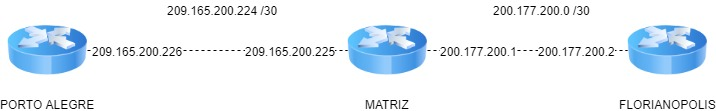 209.165.200.224 /30
200.177.200.0 /30
209.165.200.226
209.165.200.225
200.177.200.1
200.177.200.2
PORTO ALEGRE
MATRIZ
FLORIANOPOLIS